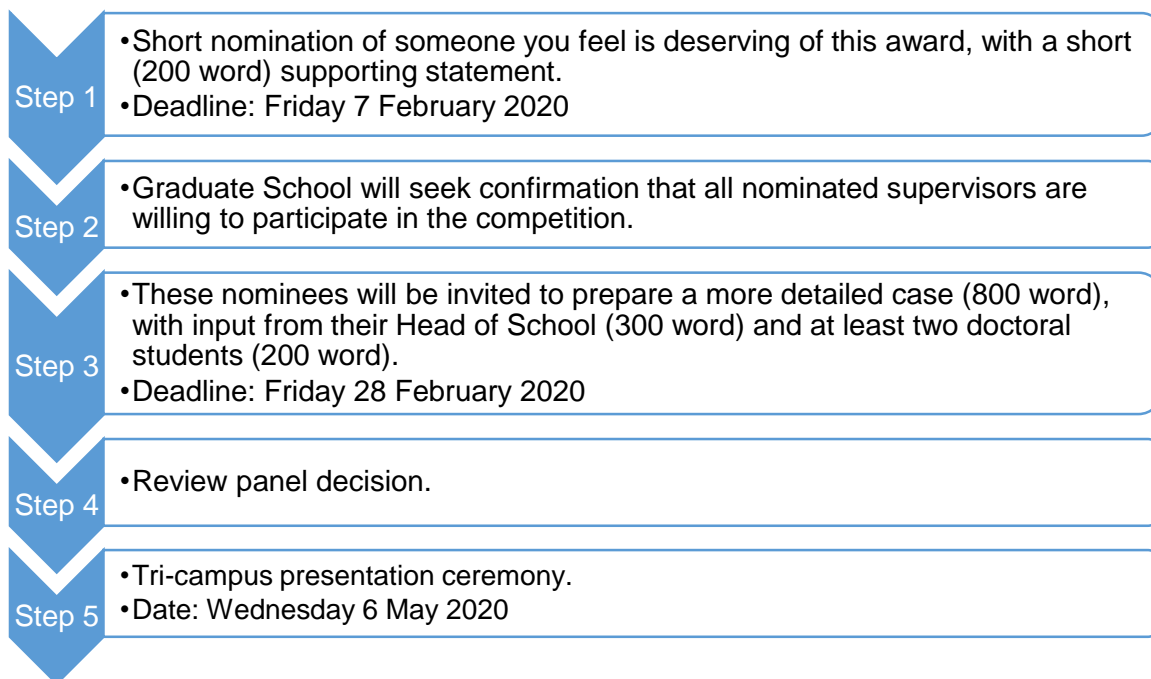 Step 1
•Short nomination of someone you feel is deserving of this award, with a short
(200 word) supporting statement.
•Deadline: Friday 7 February 2020
Step 2
•Graduate School will seek confirmation that all nominated supervisors are
willing to participate in the competition.
Step 3
•These nominees will be invited to prepare a more detailed case (800 word),
with input from their Head of School (300 word) and at least two doctoral
students (200 word).
•Deadline: Friday 28 February 2020
Step 4
•Review panel decision.
Step 5
•Tri-campus presentation ceremony.
•Date: Wednesday 6 May 2020